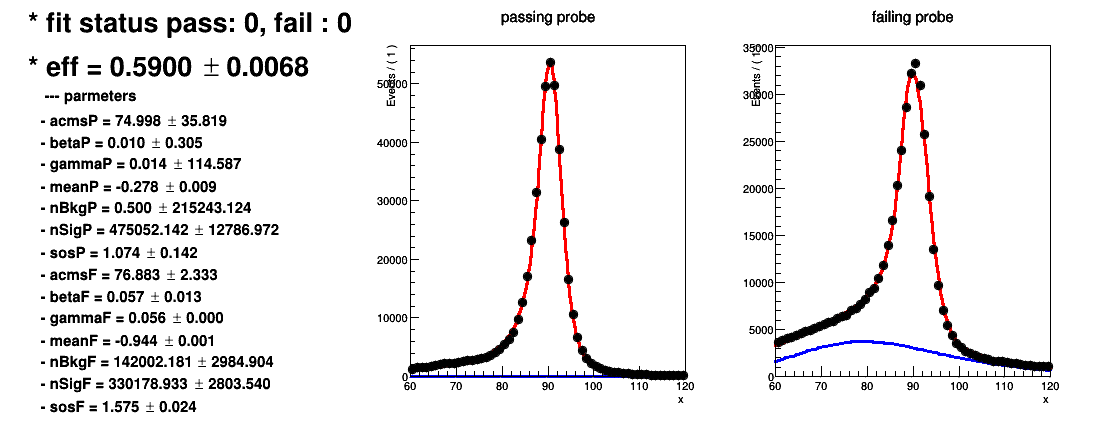 * fit status pass: 0, fail : 0
* eff = 0.5900 ± 0.0068
--- parmeters
- acmsP = 74.998 ± 35.819
- betaP = 0.010 ± 0.305
- gammaP = 0.014 ± 114.587
- meanP = -0.278 ± 0.009
- nBkgP = 0.500 ± 215243.124
- nSigP = 475052.142 ± 12786.972
- sosP = 1.074 ± 0.142
- acmsF = 76.883 ± 2.333
- betaF = 0.057 ± 0.013
- gammaF = 0.056 ± 0.000
- meanF = -0.944 ± 0.001
- nBkgF = 142002.181 ± 2984.904
- nSigF = 330178.933 ± 2803.540
- sosF = 1.575 ± 0.024
passing probe
Events / ( 1 )
50000
40000
30000
20000
10000
0
60 70 80 90 100 110 120
x
failing probe
Events / ( 1 )
35000
30000
25000
20000
15000
10000
5000
0
60 70 80 90 100 110 120
x